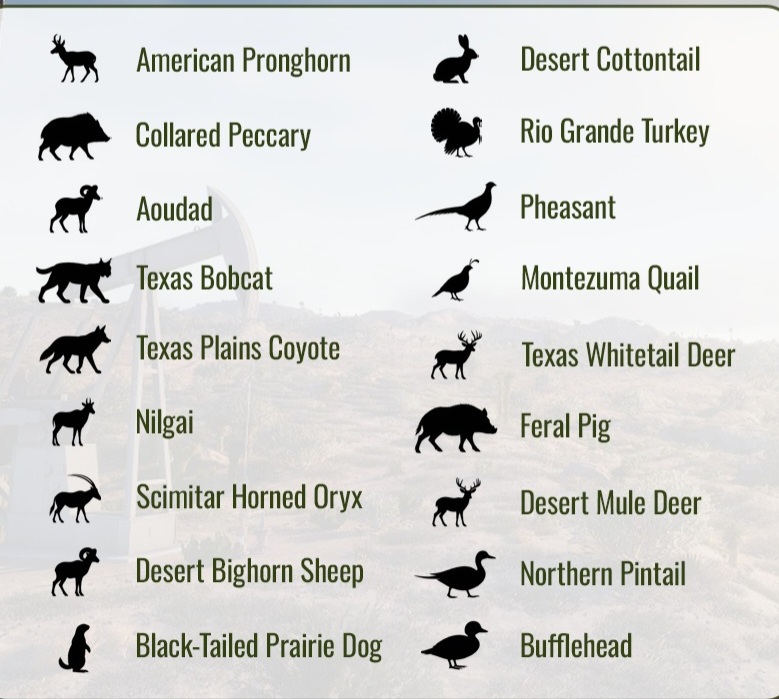 American Pronghorn
Collared Peccary
Aoudad
Texas Bobcat
Texas Plains Coyote
Nilgai
Scimitar Horned Oryx
Desert Bighorn Sheep
Black-Tailed Prairie Dog
Desert Cottontail
Rio Grande Turkey
Pheasant
Montezuma Quail
Texas Whitetail Deer
Feral Pig
Desert Mule Deer
Northern Pintail
Bufflehead